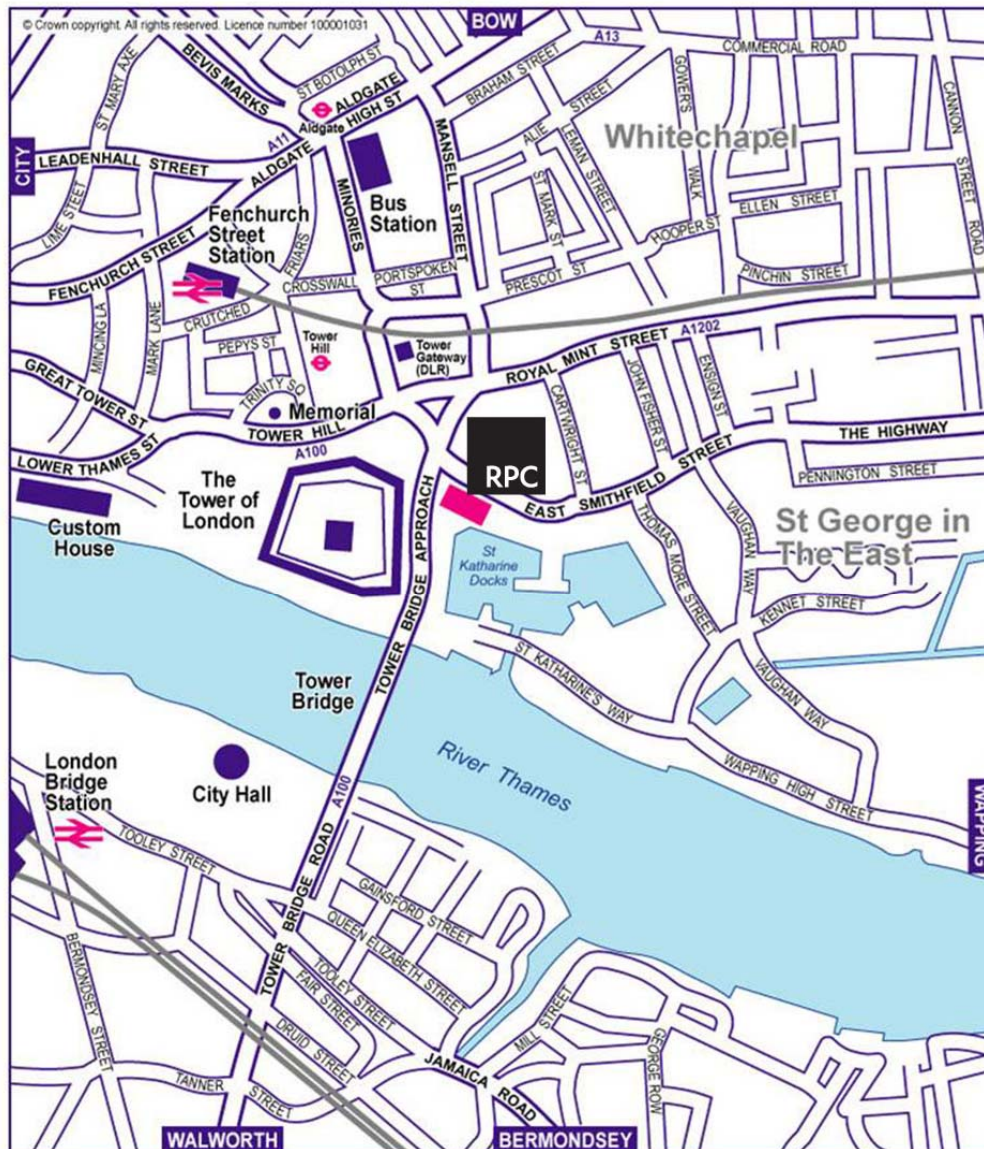 © Crown copyright. All rights reserved. Licence number 100001031
BOW
A13
COMMERCIAL ROAD
ST MARY AXE
BEVIS MARKS
ST BOTOLPH ST
ALDGATE
HIGH ST
Aldgate
BRAHAM STREET
GOWER'S
WALK
CANNON
STREET ROAD
CITY
LEADENHALL STREET
A11
ALDGATE
MINORIES
Bus
Station
MANSELL STREET
ALIE STREET
EMAN STREET
ST MARK ST
Whitechapel
ELLEN STREET
HOOPER ST
LIME STEET
FENCHURCH STREET
Fenchurch
Street
Station
FRIARS
CROSSWALL
PORTSPOKEN
ST
PRESCOT ST
PINCHIN STREET
MINCING LA
MARK LANE
CRUTCHED
PEPYS ST
Tower
Hill
Tower
Gateway
(DLR)
ROYAL MINT STREET
A1202
GREAT TOWER ST
TRINITY SQ
Memorial
TOWER HILL
A100
CARTWRIGHT ST
JOHN FISHER ST
ENSIGN ST
THE HIGHWAY
LOWER THAMES ST
The
Tower of
London
RPC
EAST SMITHFIELD STREET
PENNINGTON STREET
Custom
House
TOWER BRIDGE APPROACH
St
Katharine
Docks
THOMAS MORE STREET
VAUGHAN WAY
St George in
The East
KENNET STREET
ST KATHARINE'S WAY
VAUGHAN WAY
Tower
Bridge
River Thames
WAPPING HIGH STREET
WAPPING
London
Bridge
Station
City Hall
A100
TOOLEY STREET
TOWER BRIDGE ROAD
GAINSFORD STREET
QUEEN ELIZABETH STREET
TOOLEY STREET
FAIR STREET
BERMONDSEY STREET
DRUID STREET
JAMAICA ROAD
MILL STREET
GEORGE ROW
TANNER STREET
WALWORTH
BERMONDSEY